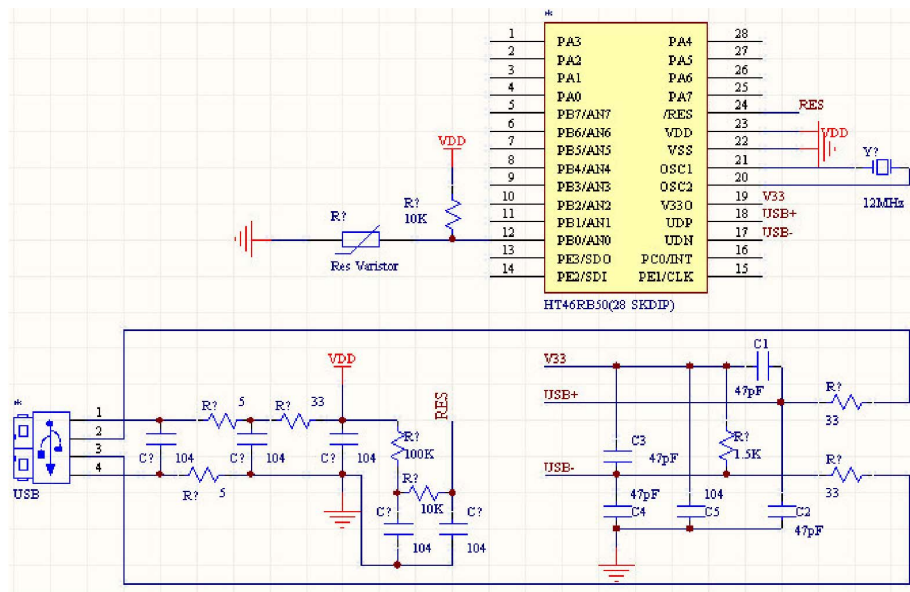 *
1 PA3 PA4 28
2 PA2 PA5 27
3 PA1 PA6 26
4 PA0 PA7 25
5 PB7/AN7 /RES 24 RES
6 PB6/AN6 VDD 23 VDD
7 PB5/AN5 VSS 22
8 PB4/AN4 OSC1 21
9 PB3/AN3 OSC2 20
10 PB2/AN2 V33O 19 V33
11 PB1/AN1 UDP 18 USB+
12 PB0/AN0 UDN 17 USB-
13 PE3/SDO PC0/INT 16
14 PE2/SDI PE1/CLK 15
HT46RB50(28 SKDIP)
Y?
12MHz
VDD
R?
10K
R?
Res Varistor
*
USB
1
2
3
4
R? 5
R? 33
VDD
RES
C? 104
C? 104
C? 104
R? 5
R?
100K
R?
10K
C?
104
C?
104
V33
USB+
USB-
C1
47pF
R?
33
C3
47pF
R?
1.5K
R?
33
47pF
C4
104
C5
C2
47pF